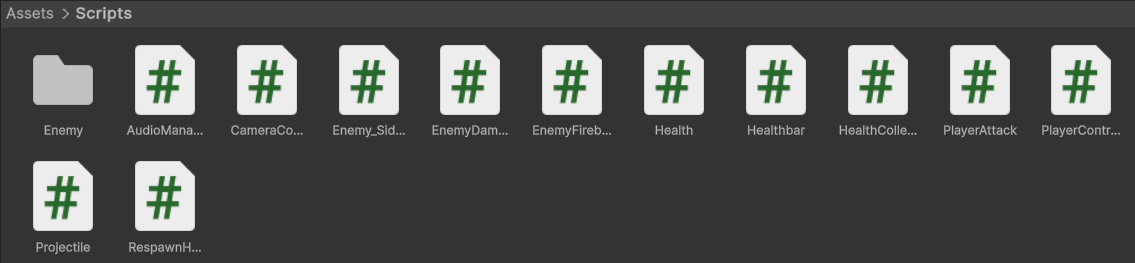 Assets > Scripts
Enemy AudioMana... CameraCo... Enemy_Sid... EnemyDam... EnemyFireb... Health Healthbar HealthColle... PlayerAttack PlayerContr...
Projectile RespawnH...